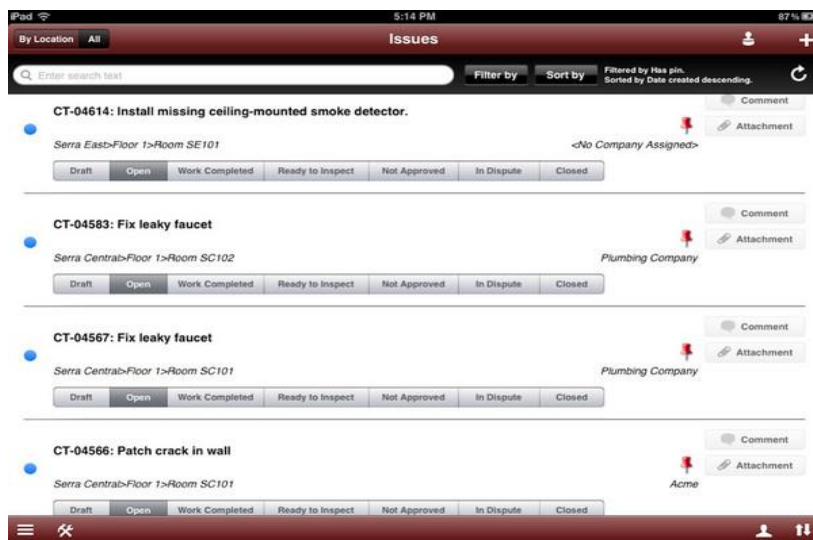 iPad 5:14 PM 87%
By Location All Issues
Enter search text Filter by Sort by Filtered by Has pin.
Sorted by Date created descending.
Comment
CT-04614: Install missing ceiling-mounted smoke detector.
Attachment
Serra East>Floor 1>Room SE101 <No Company Assigned>
Draft Open Work Completed Ready to Inspect Not Approved In Dispute Closed
Comment
CT-04583: Fix leaky faucet
Attachment
Serra Central>Floor 1>Room SC102 Plumbing Company
Draft Open Work Completed Ready to Inspect Not Approved In Dispute Closed
Comment
CT-04567: Fix leaky faucet
Attachment
Serra Central>Floor 1>Room SC101 Plumbing Company
Draft Open Work Completed Ready to Inspect Not Approved In Dispute Closed
Comment
CT-04566: Patch crack in wall
Attachment
Serra Central>Floor 1>Room SC101 Acme
Draft Open Work Completed Ready to Inspect Not Approved In Dispute Closed